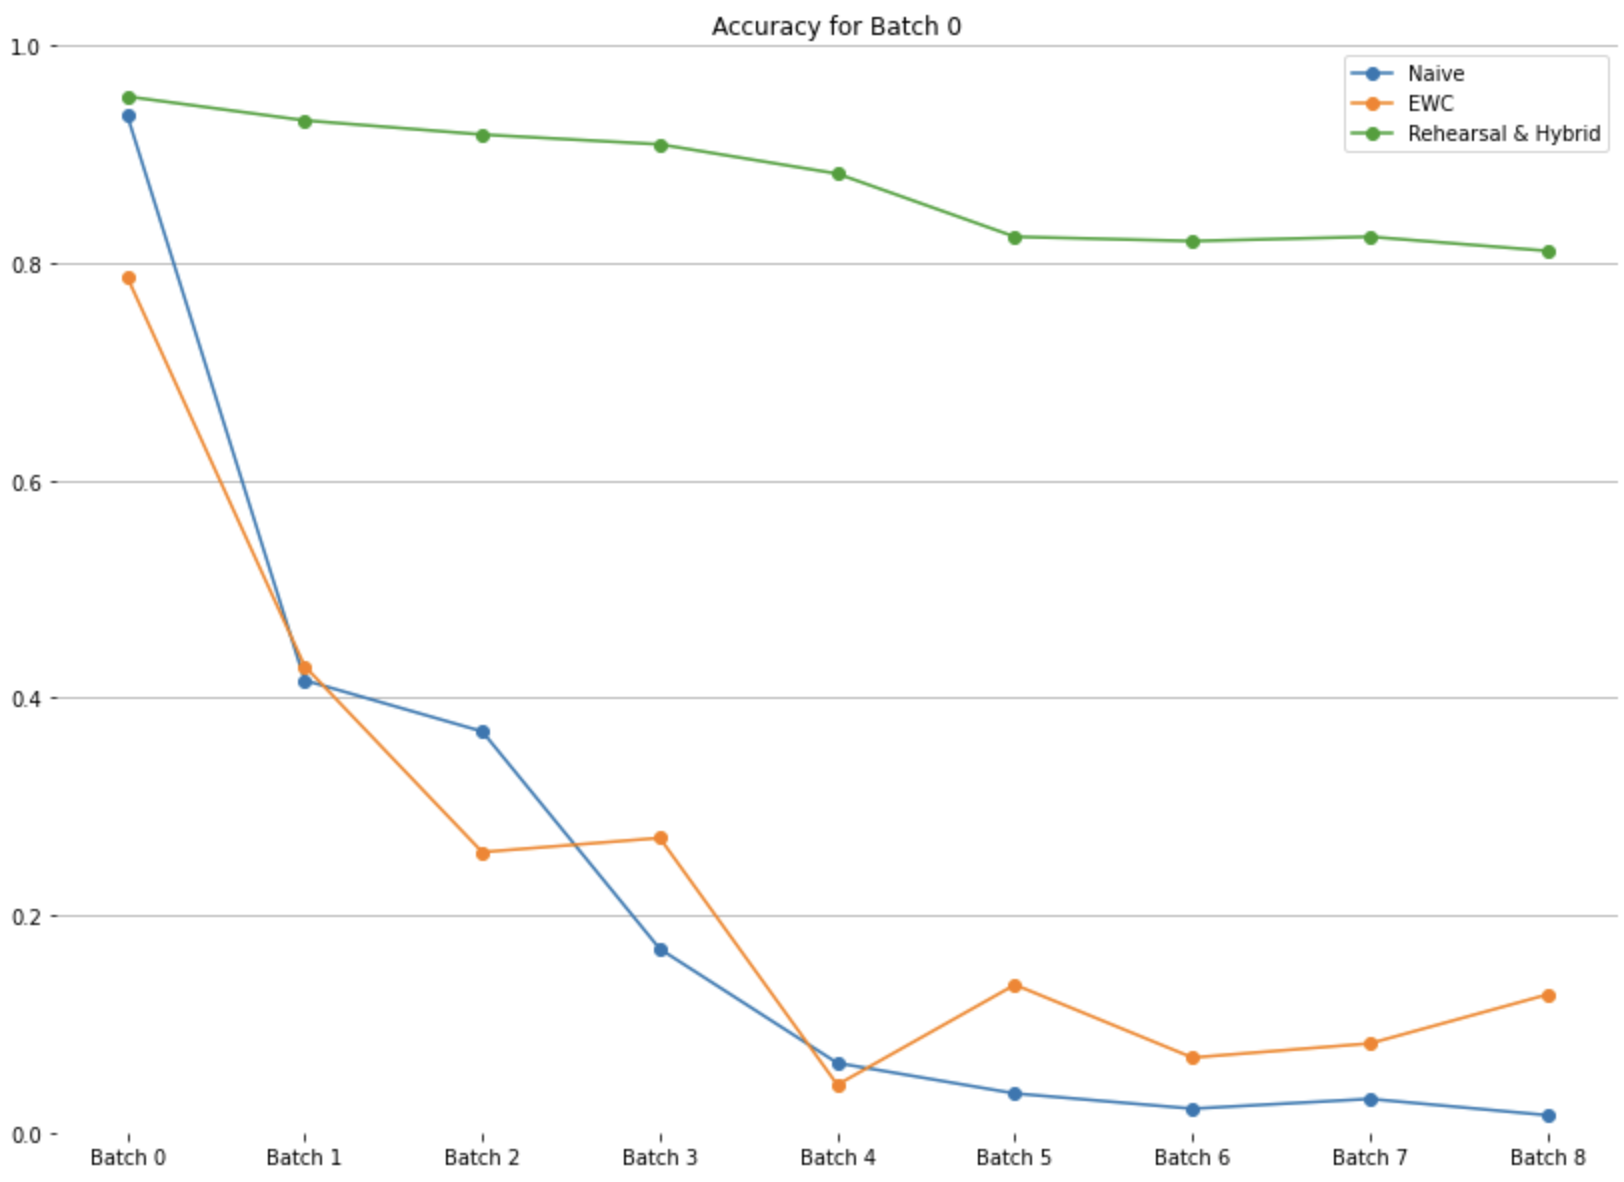 Accuracy for Batch 0
1.0
0.8
0.6
0.4
0.2
0.0
Naive
EWC
Rehearsal & Hybrid
Batch 0 Batch 1 Batch 2 Batch 3 Batch 4 Batch 5 Batch 6 Batch 7 Batch 8